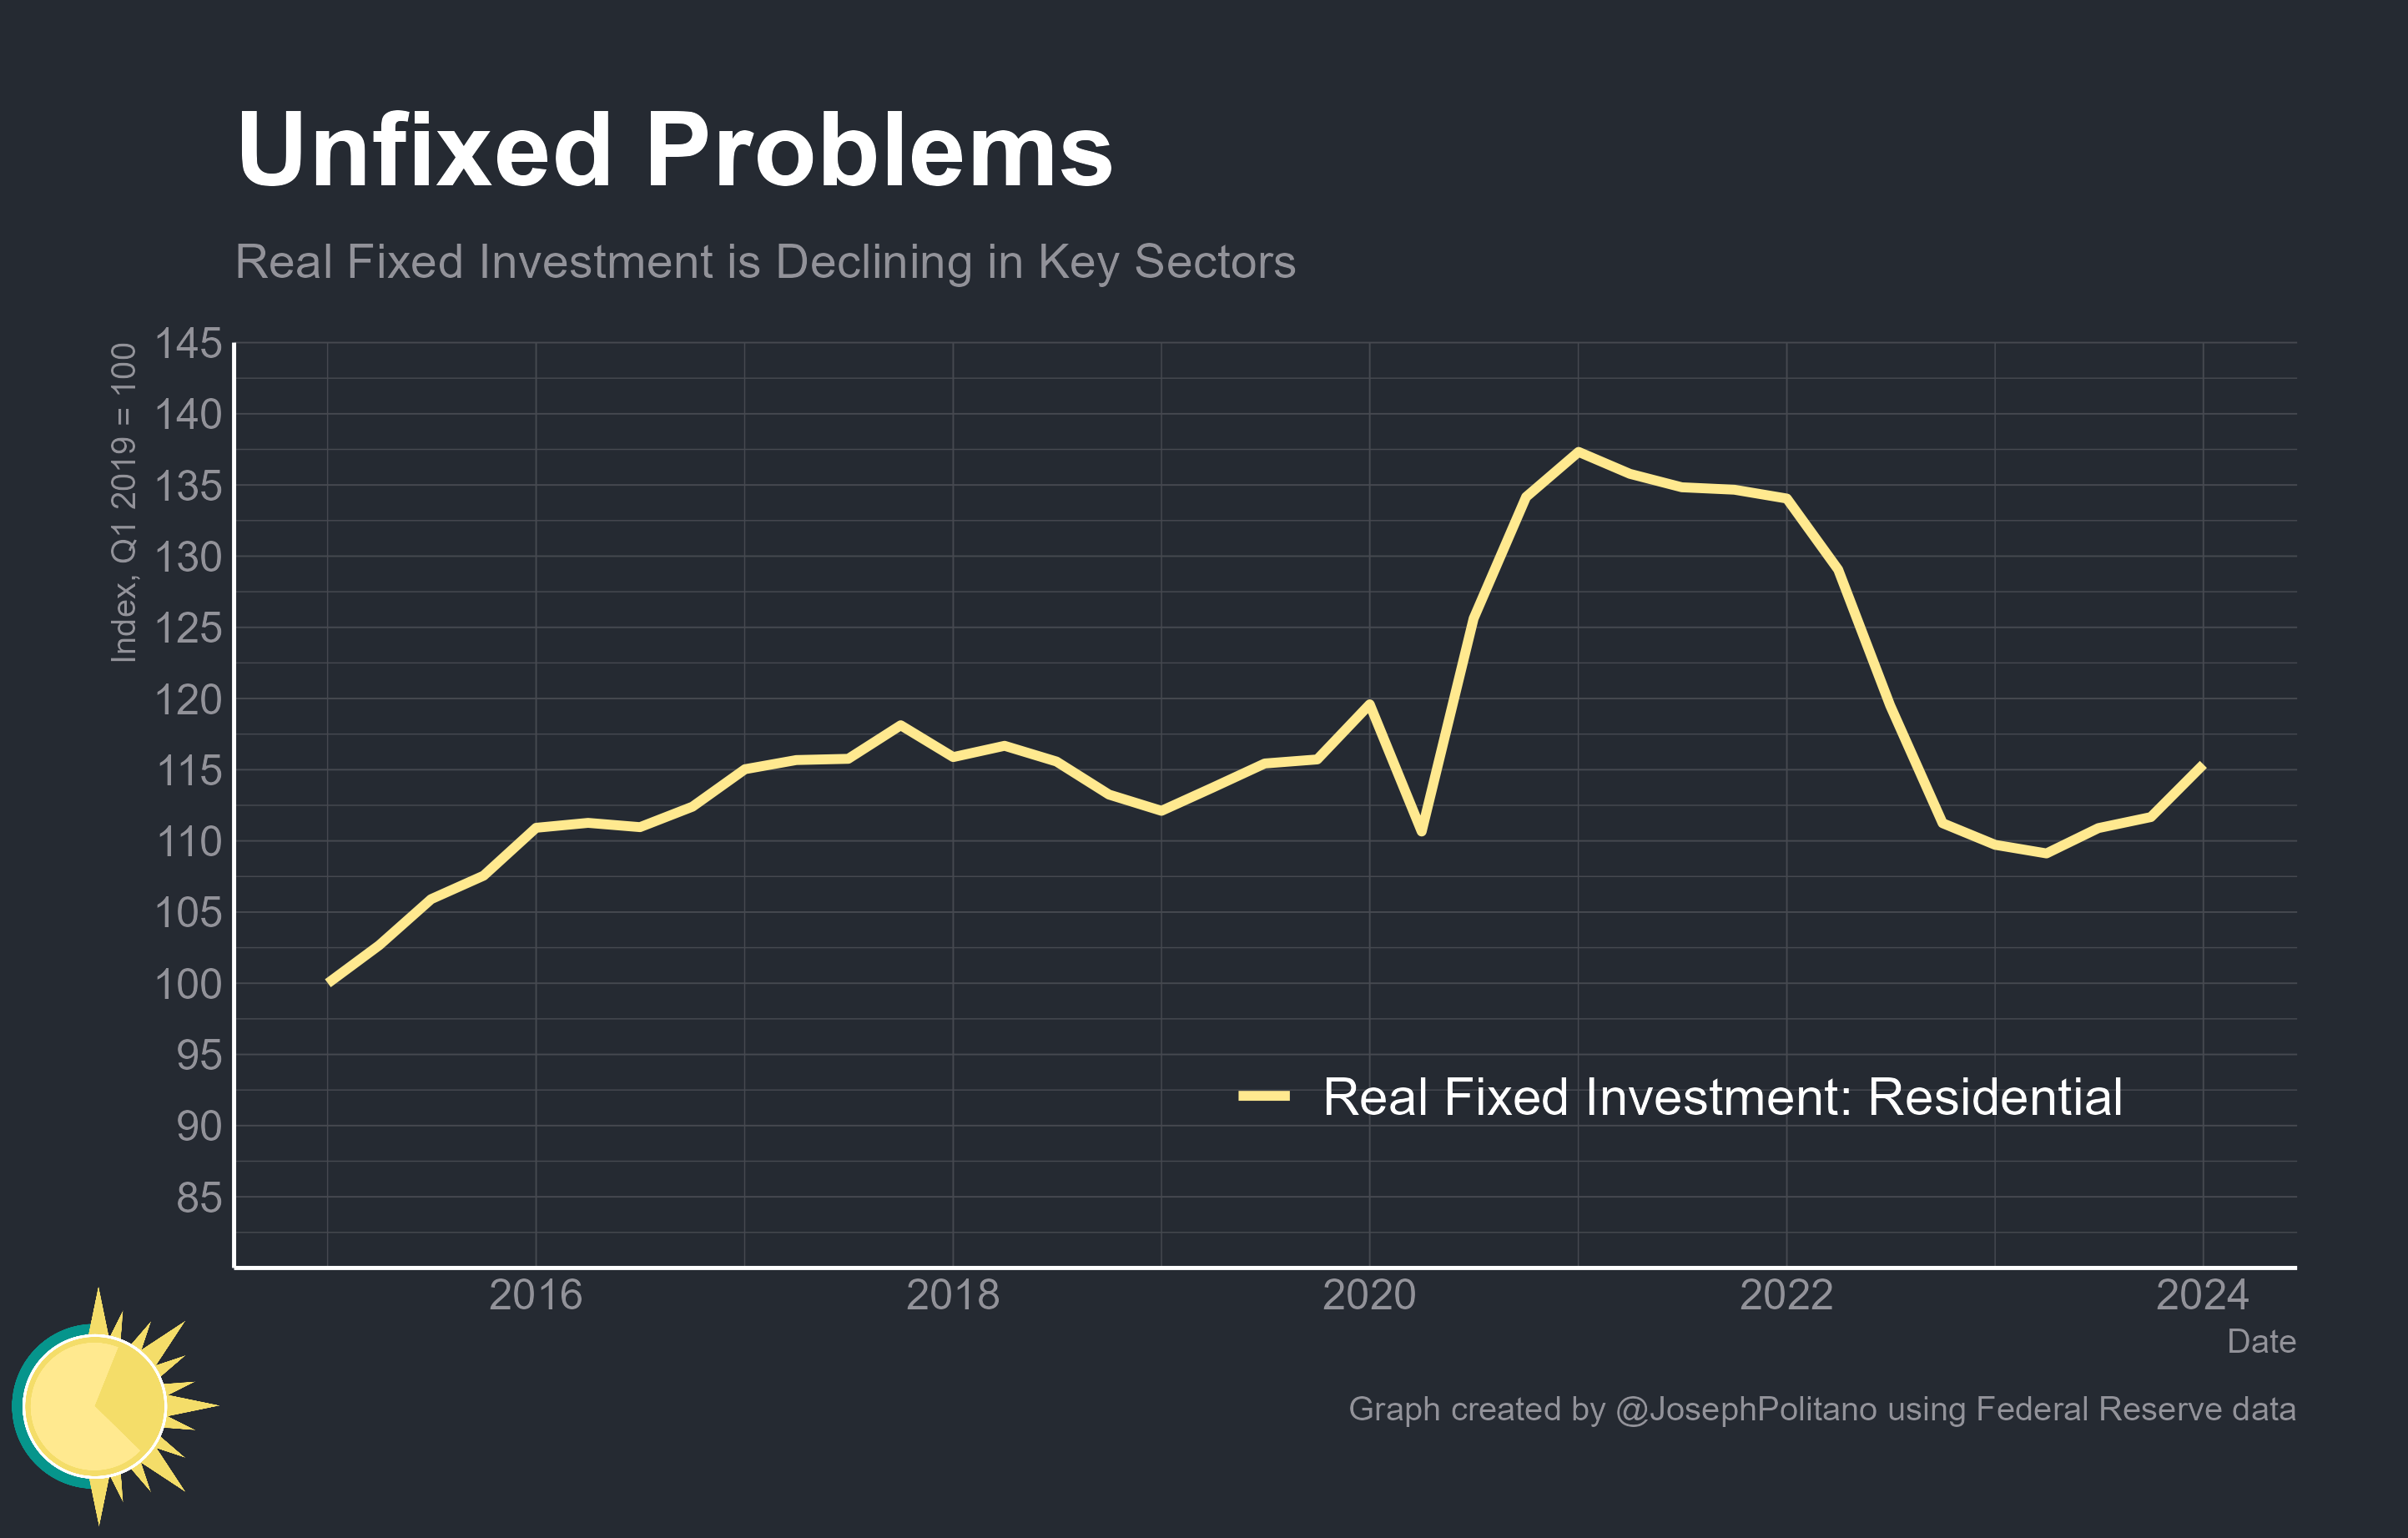 Unfixed Problems
Real Fixed Investment is Declining in Key Sectors
Index, Q1 2019 = 100
145
140
135
130
125
120
115
110
105
100
95
90
85
Real Fixed Investment: Residential
2016 2018 2020 2022 2024
Date
Graph created by @JosephPolitano using Federal Reserve data